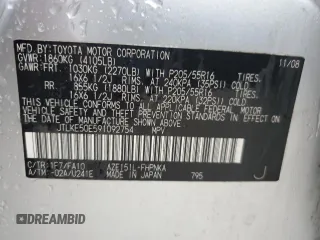 MFD. BY: TOYOTA MOTOR CORPORATION 11/08
GVWR: 1860KG (4105LB)
GAWR: FRT. 1030KG (2270LB) WITH P205/55R16 TIRES
16X6 1/2J RIMS, AT 240KPA (35PSI) COLD
RR. 855KG (1880LB) WITH P205/55R16 TIRES
16X6 1/2J RIMS, AT 220KPA (32PSI) COLD
THIS VEHICLE CONFORMS TO ALL APPLICABLE FEDERAL MOTOR
VEHICLE SAFETY, BUMPER, AND THEFT PREVENTION STANDARDS IN
EFFECT ON THE DATE OF MANUFACTURE SHOWN ABOVE.
JTLKE50E591092754 MPV
C/TR: 1F7/FA10 AZE151L-FHPNKA
A/TM: -02A/U241E MADE IN JAPAN 795 J